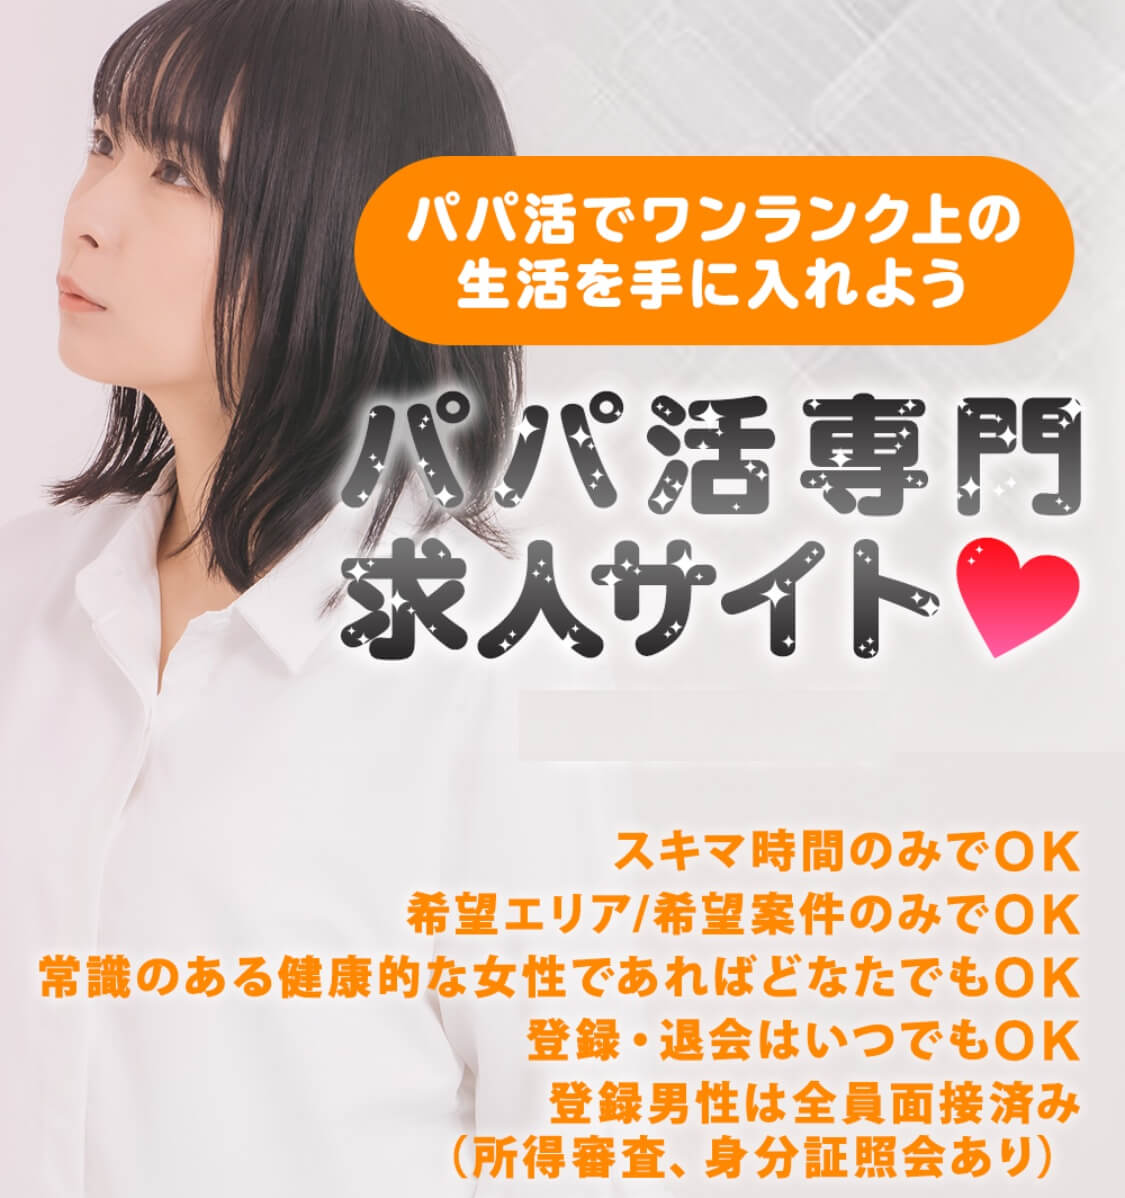 パパ活でワンランク上の
生活を手に入れよう
パパ活専門
求人サイト
スキマ時間のみでOK
希望エリア/希望案件のみでOK
常識のある健康的な女性であればどなたでもOK
登録・退会はいつでもOK
登録男性は全員面接済み
（所得審査、身分証照会あり）